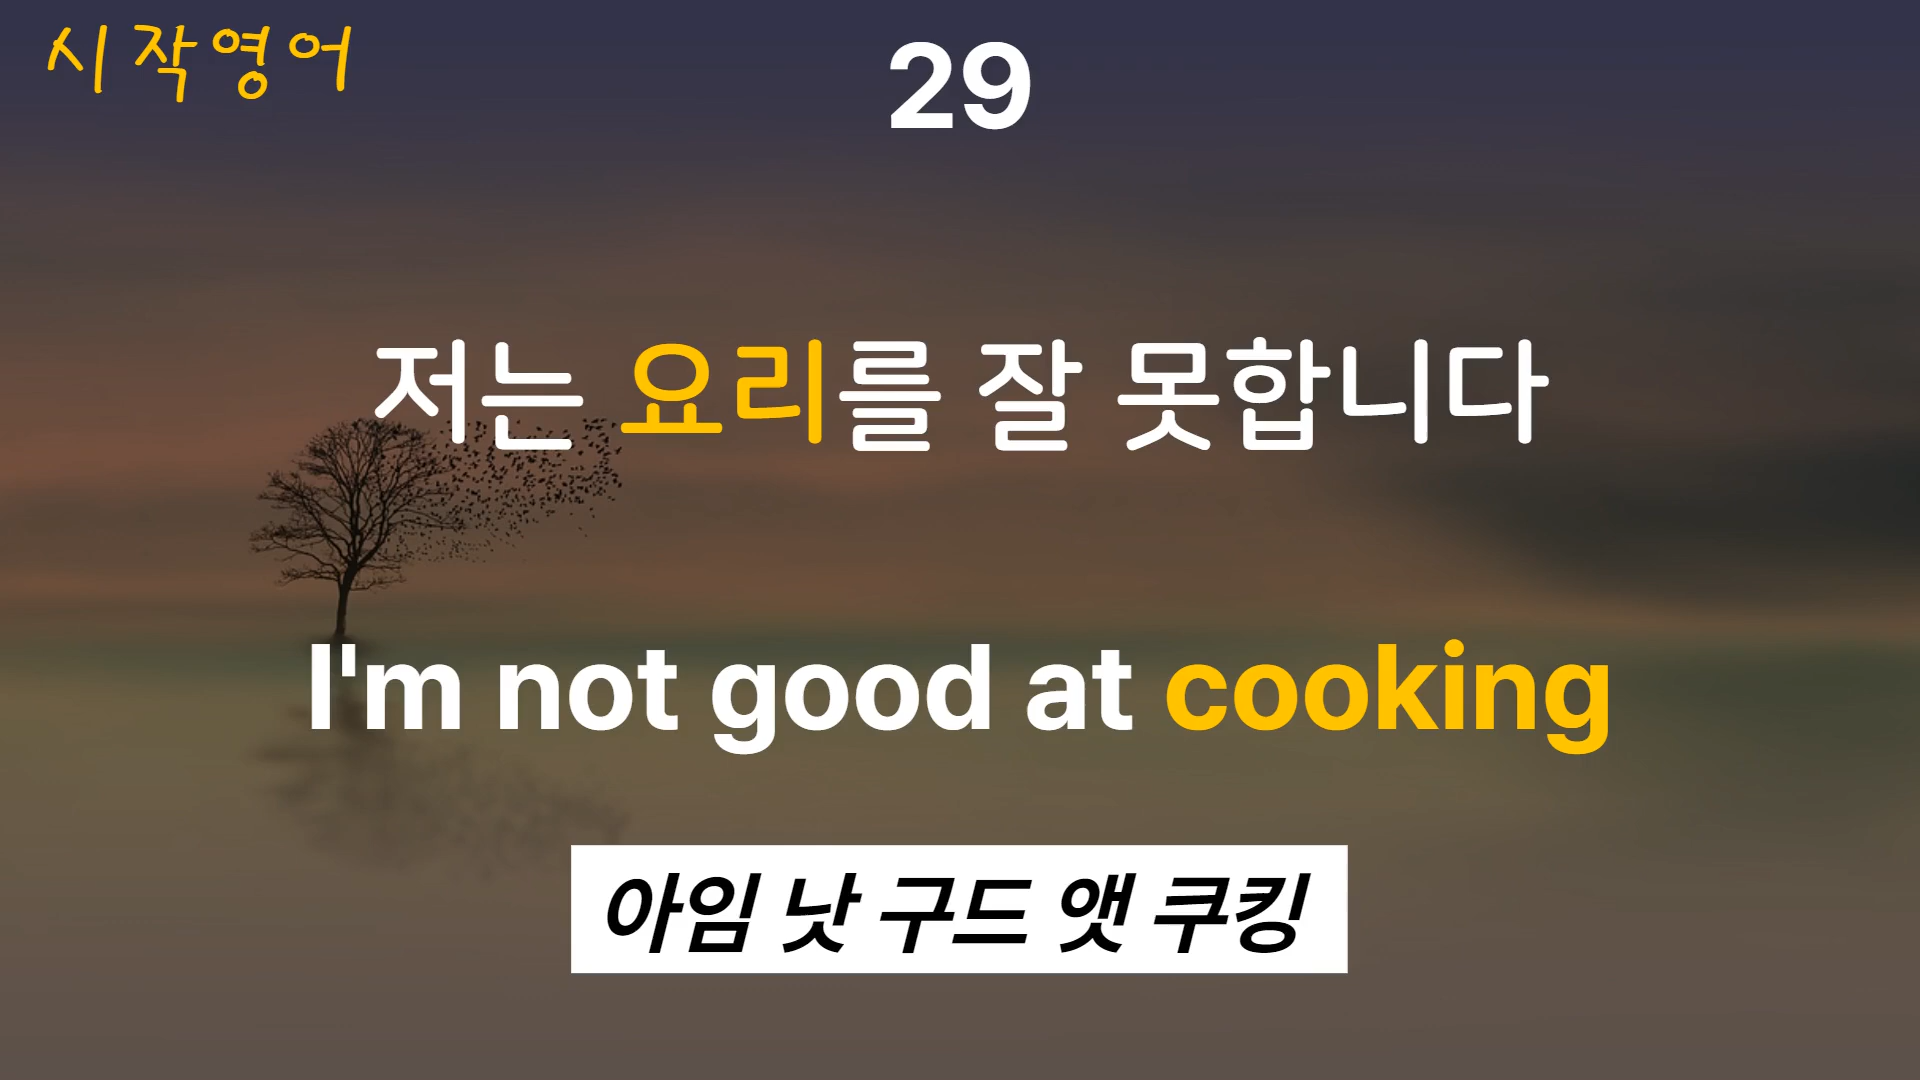 시작영어
29
저는 요리를 잘 못합니다
I'm not good at cooking
아임 낫 구드 앳 쿠킹